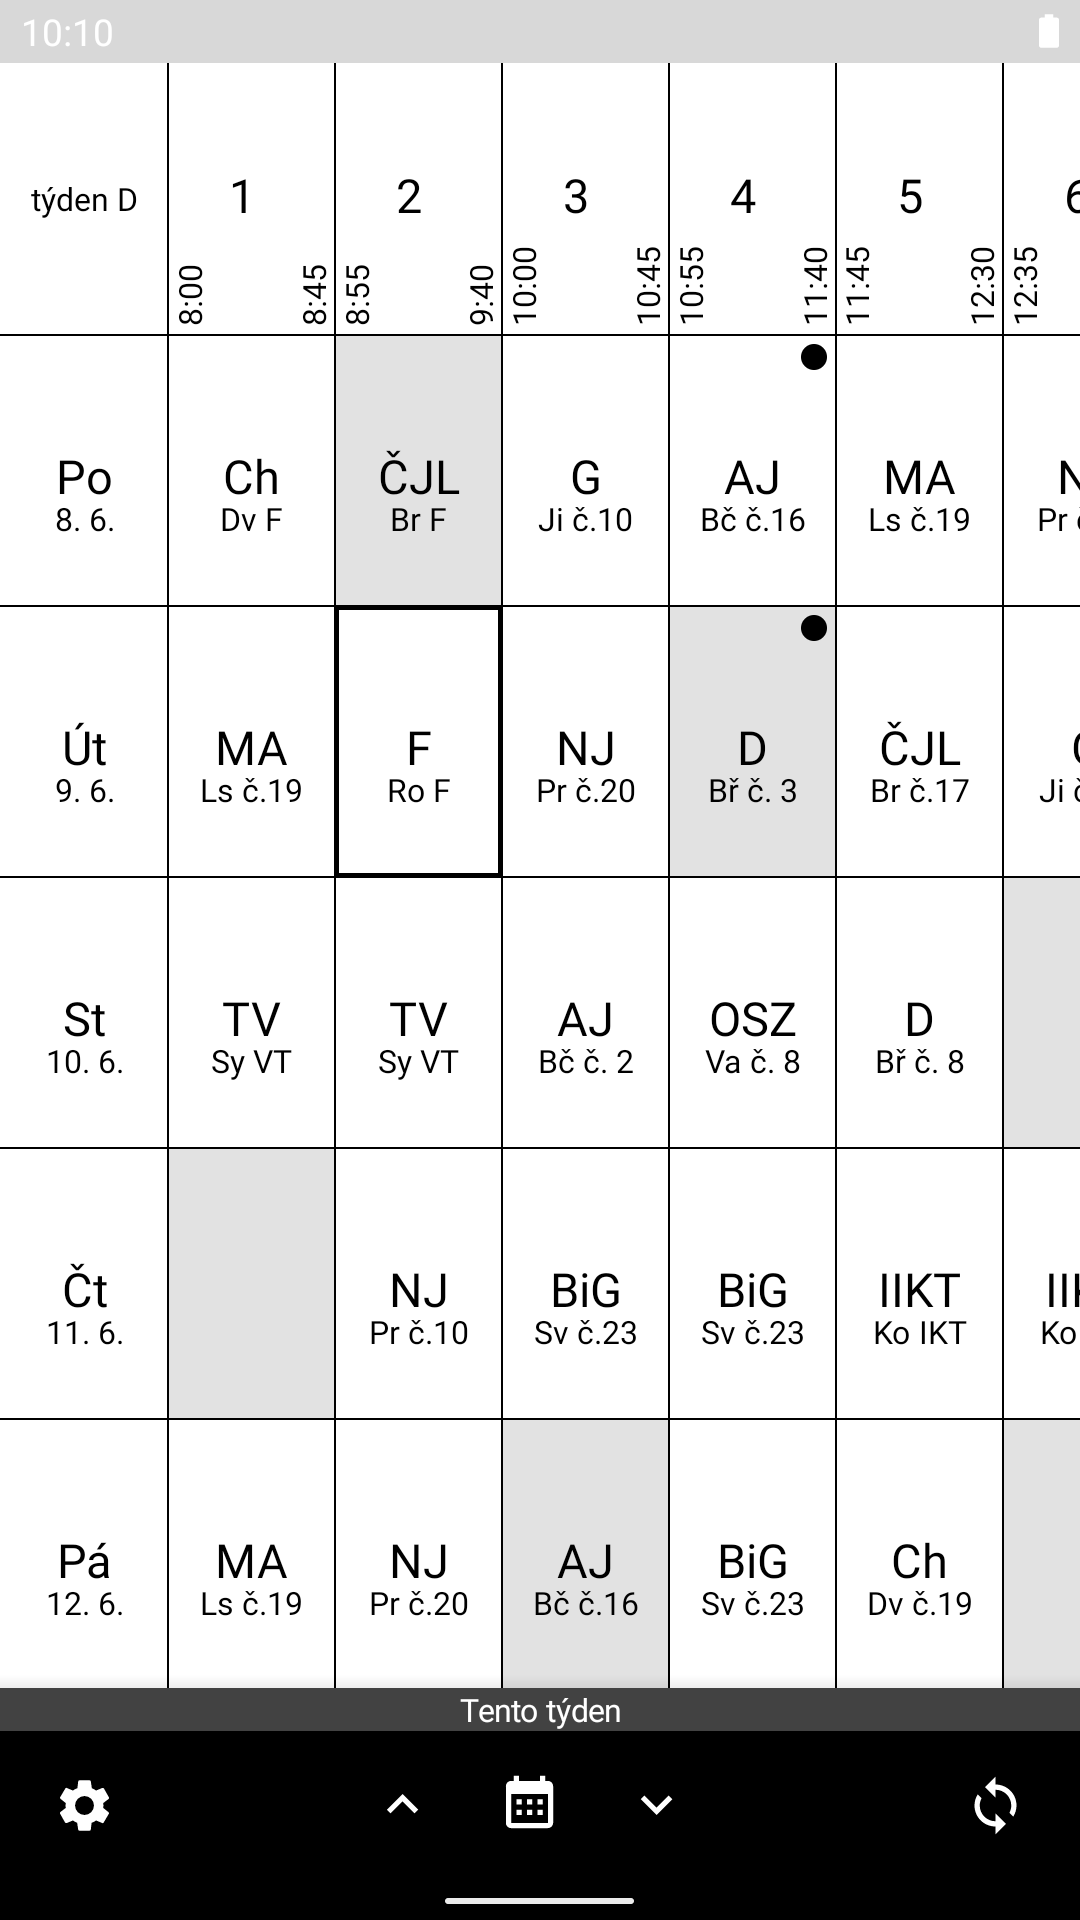 10:10
týden D
1
2
3
4
5
6
8:00
8:45
8:55
9:40
10:00
10:45
10:55
11:40
11:45
12:30
12:35
Po
8. 6.
Ch
Dv F
ČJL
Br F
G
Ji č.10
AJ
Bč č.16
MA
Ls č.19
Pr
Út
9. 6.
MA
Ls č.19
F
Ro F
NJ
Pr č.20
D
Bř č. 3
ČJL
Br č.17
Ji
St
10. 6.
TV
Sy VT
TV
Sy VT
AJ
Bč č. 2
OSZ
Va č. 8
D
Bř č. 8
Čt
11. 6.
NJ
Pr č.10
BiG
Sv č.23
BiG
Sv č.23
IIKT
Ko IKT
Ko
Pá
12. 6.
MA
Ls č.19
NJ
Pr č.20
AJ
Bč č.16
BiG
Sv č.23
Ch
Dv č.19
Tento týden